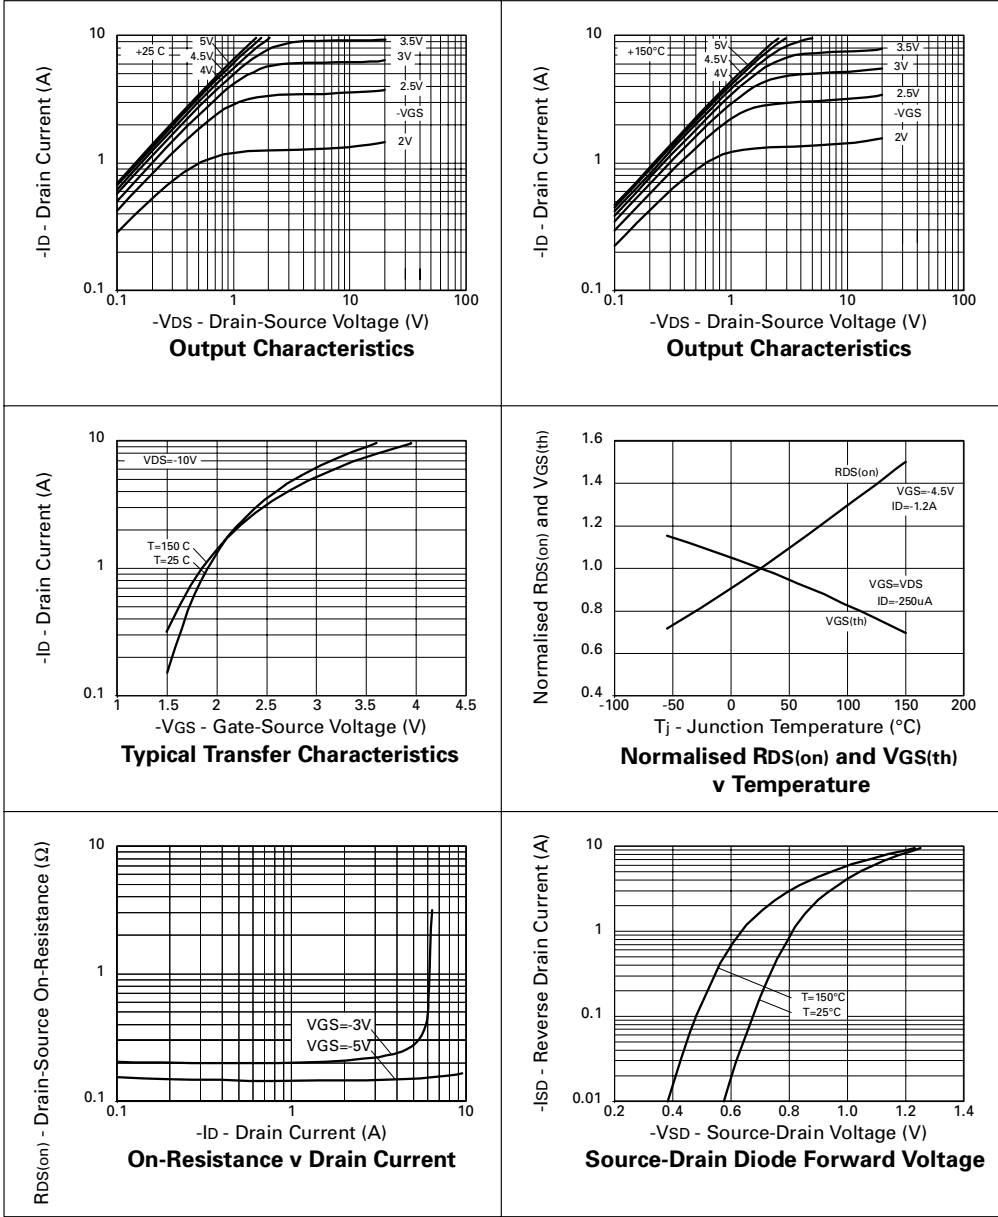 10
1
0.1
0.1
1
10
100
+25 C
5V
4.5V
4V
3.5V
3V
2.5V
-VGS
2V
-ID - Drain Current (A)
-VDS - Drain-Source Voltage (V)
Output Characteristics
10
1
0.1
0.1
1
10
100
+150°C
5V
4.5V
4V
3.5V
3V
2.5V
-VGS
2V
-ID - Drain Current (A)
-VDS - Drain-Source Voltage (V)
Output Characteristics
10
1
0.1
1
1.5
2
2.5
3
3.5
4
4.5
VDS=-10V
T=150 C
T=25 C
-ID - Drain Current (A)
-VGS - Gate-Source Voltage (V)
Typical Transfer Characteristics
1.6
1.4
1.2
1.0
0.8
0.6
0.4
-100
-50
0
50
100
150
200
RDS(on)
VGS=-4.5V
ID=-1.2A
VGS=VDS
ID=-250uA
VGS(th)
Normalised RDS(on) and VGS(th)
Tj - Junction Temperature (°C)
Normalised RDS(on) and VGS(th)
v Temperature
10
1
0.1
0.1
1
10
VGS=-3V
VGS=-5V
RDS(on) - Drain-Source On-Resistance (Ω)
-ID - Drain Current (A)
On-Resistance v Drain Current
10
1
0.1
0.01
0.2
0.4
0.6
0.8
1.0
1.2
1.4
T=150°C
T=25°C
-ISD - Reverse Drain Current (A)
-VSD - Source-Drain Voltage (V)
Source-Drain Diode Forward Voltage